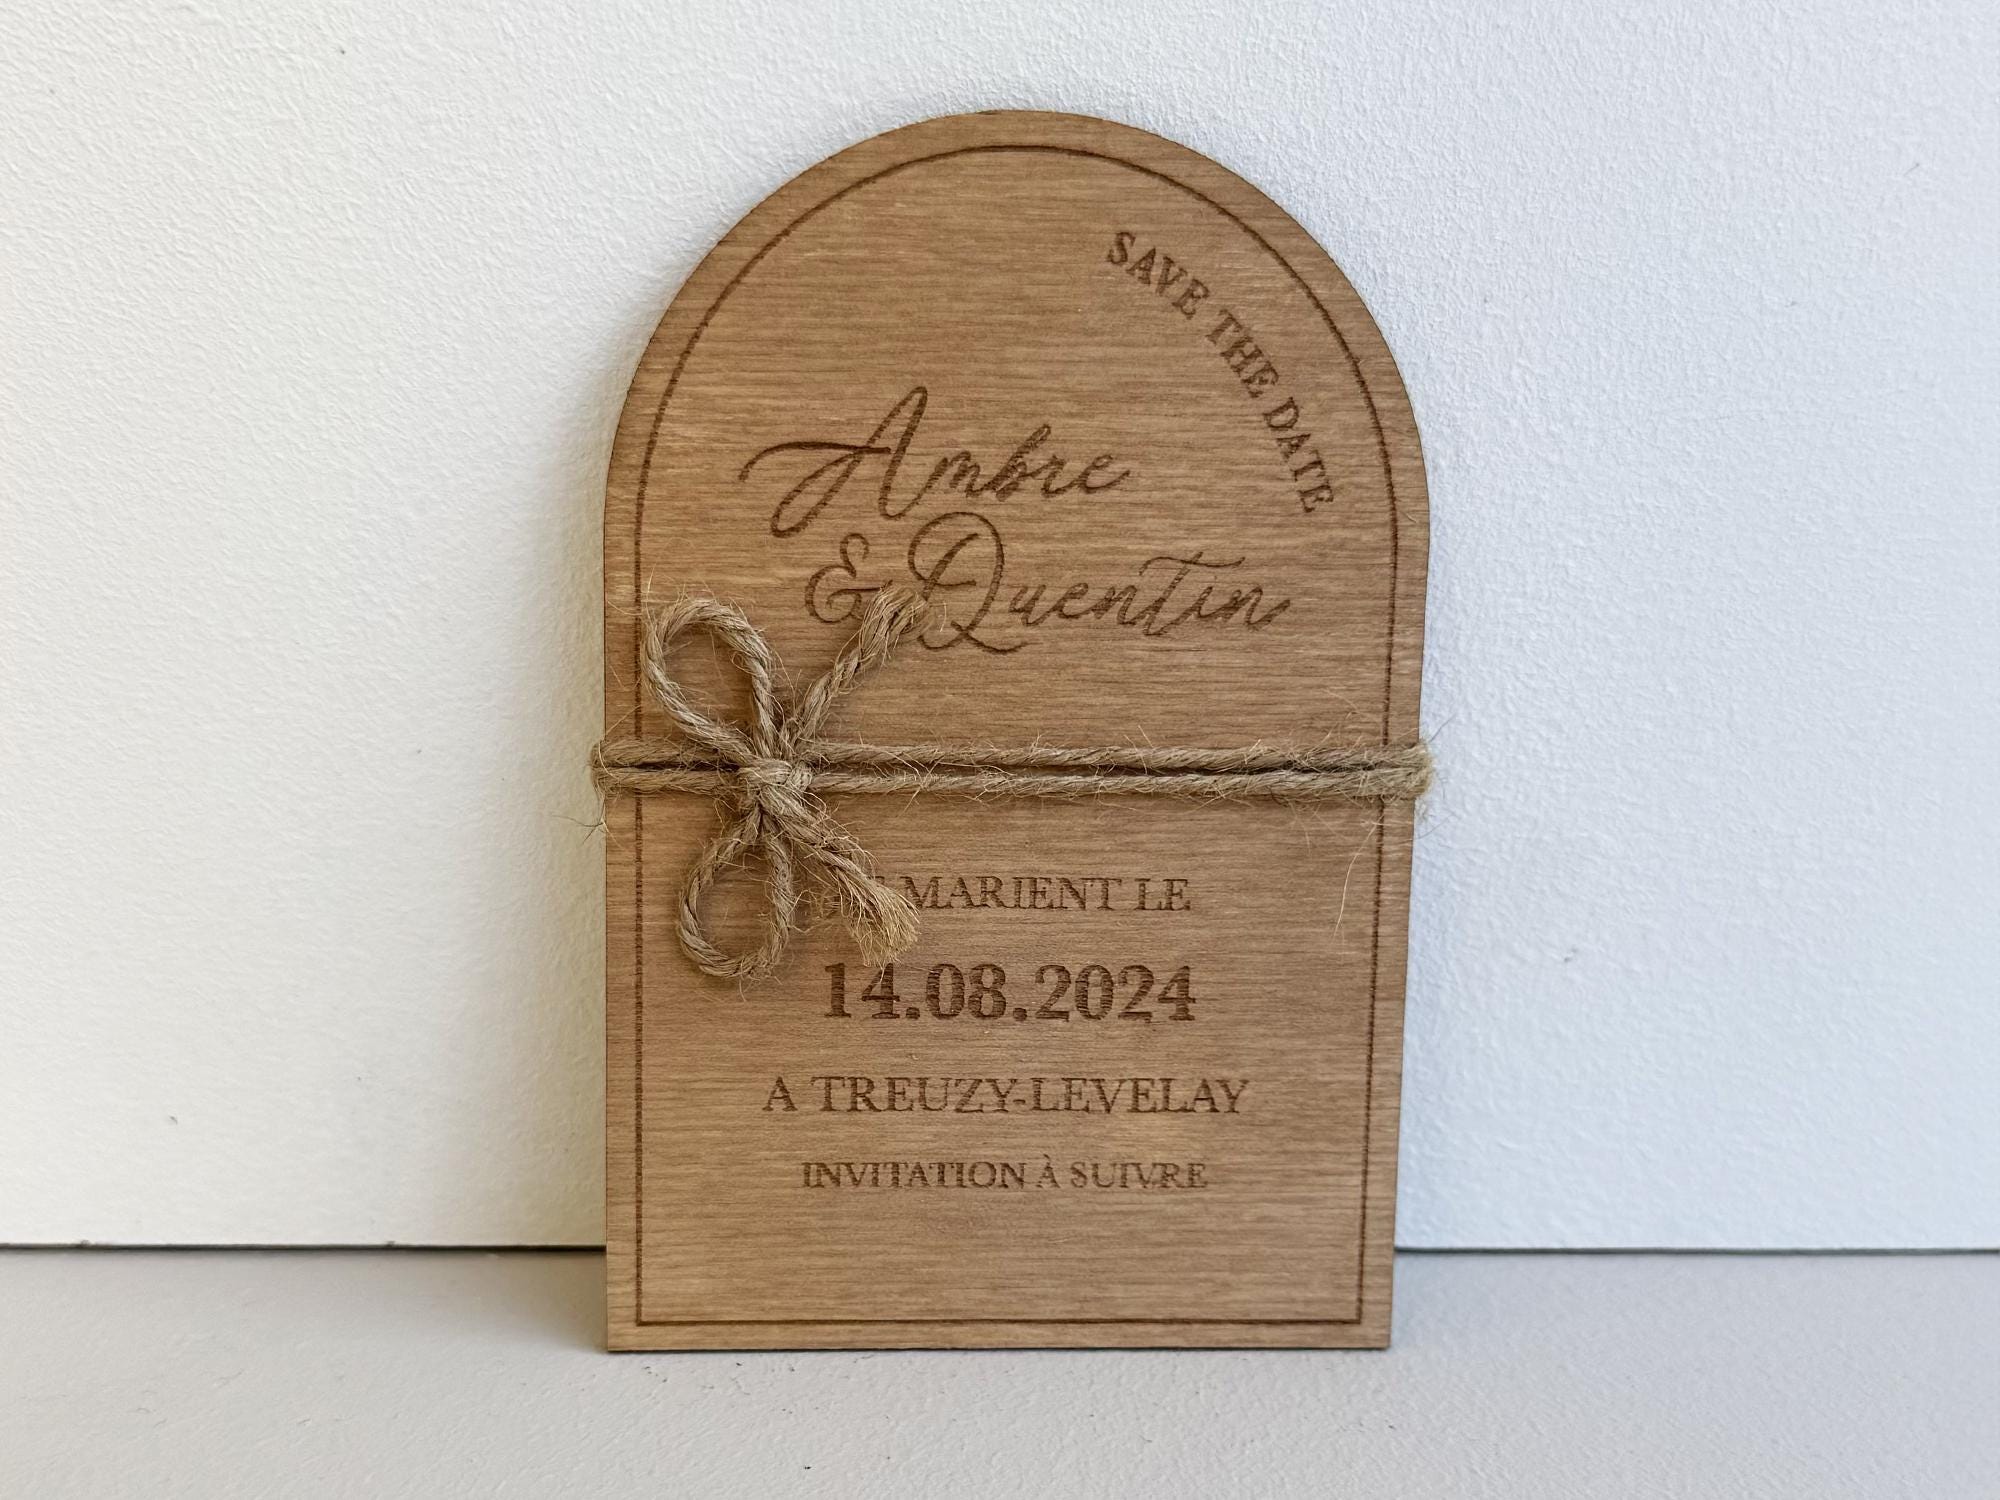 SAVE THE DATE
Ambre
& Quentin
MARIENT LE
14.08.2024
A TREUZY-LEVELAY
INVITATION À SUIVRE